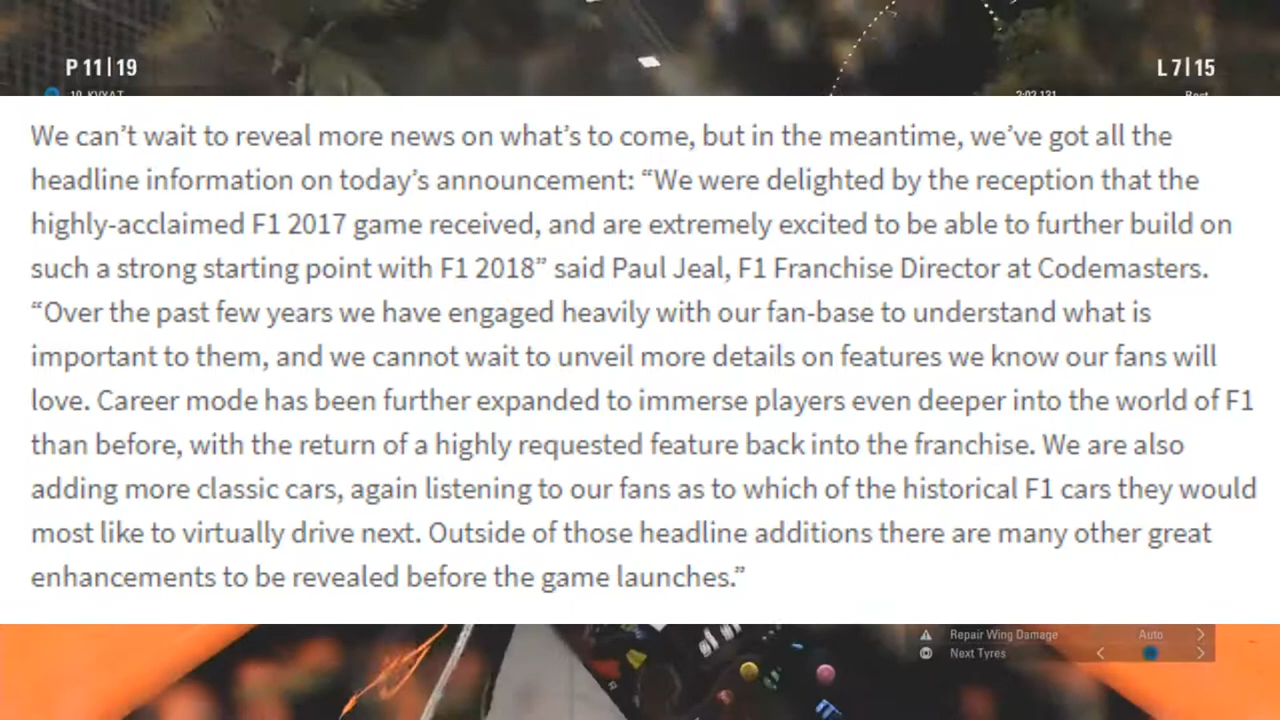 P 11|19
L 7|15
19 KVYAT
2:02.131
Best
We can’t wait to reveal more news on what’s to come, but in the meantime, we’ve got all the
headline information on today’s announcement: “We were delighted by the reception that the
highly-acclaimed F1 2017 game received, and are extremely excited to be able to further build on
such a strong starting point with F1 2018” said Paul Jeal, F1 Franchise Director at Codemasters.
“Over the past few years we have engaged heavily with our fan-base to understand what is
important to them, and we cannot wait to unveil more details on features we know our fans will
love. Career mode has been further expanded to immerse players even deeper into the world of F1
than before, with the return of a highly requested feature back into the franchise. We are also
adding more classic cars, again listening to our fans as to which of the historical F1 cars they would
most like to virtually drive next. Outside of those headline additions there are many other great
enhancements to be revealed before the game launches.”
Repair Wing Damage Auto
Next Tyres